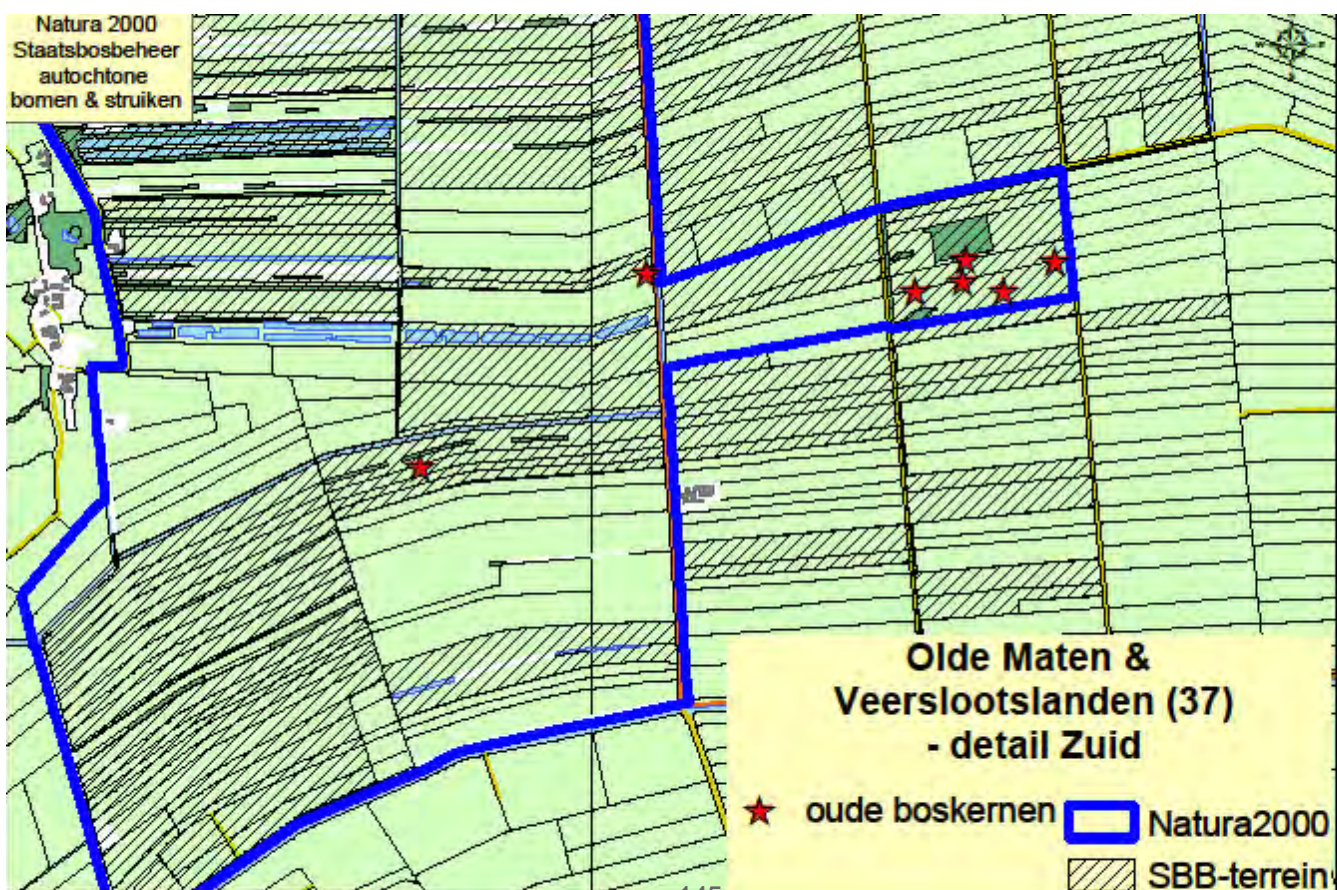 Natura 2000
Staatsbosbeheer
autochtone
bomen & struiken
Olde Maten &
Veerslootslanden (37)
- detail Zuid
oude boskernen
Natura2000
SBB-terrein